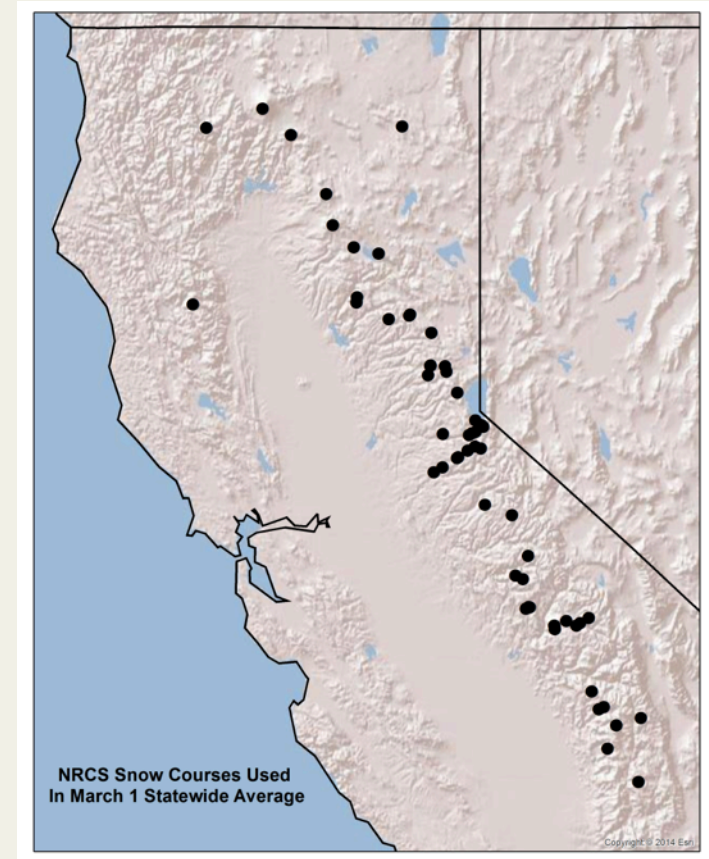 NRCS Snow Courses Used
In March 1 Statewide Average
Copyright:© 2014 Esri